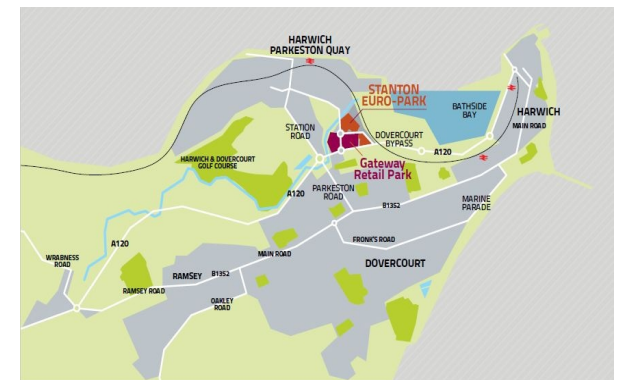 HARWICH
PARKESTON QUAY
STANTON
EURO-PARK
BATHSIDE
BAY
HARWICH
MAIN ROAD
STATION
ROAD
DOVERCOURT
BYPASS
A120
HARWICH & DOVERCOURT
GOLF COURSE
Gateway
Retail Park
A120
PARKESTON
ROAD
B1352
MARINE
PARADE
A120
FRONK'S ROAD
WRABNESS
ROAD
MAIN ROAD
DOVERCOURT
RAMSEY
B1352
RAMSEY ROAD
OAKLEY
ROAD